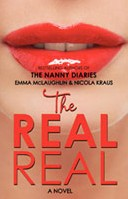 BESTSELLING AUTHORS OF
THE NANNY DIARIES
EMMA McLAUGHLIN & NICOLA KRAUS
The
REAL
REAL
A NOVEL